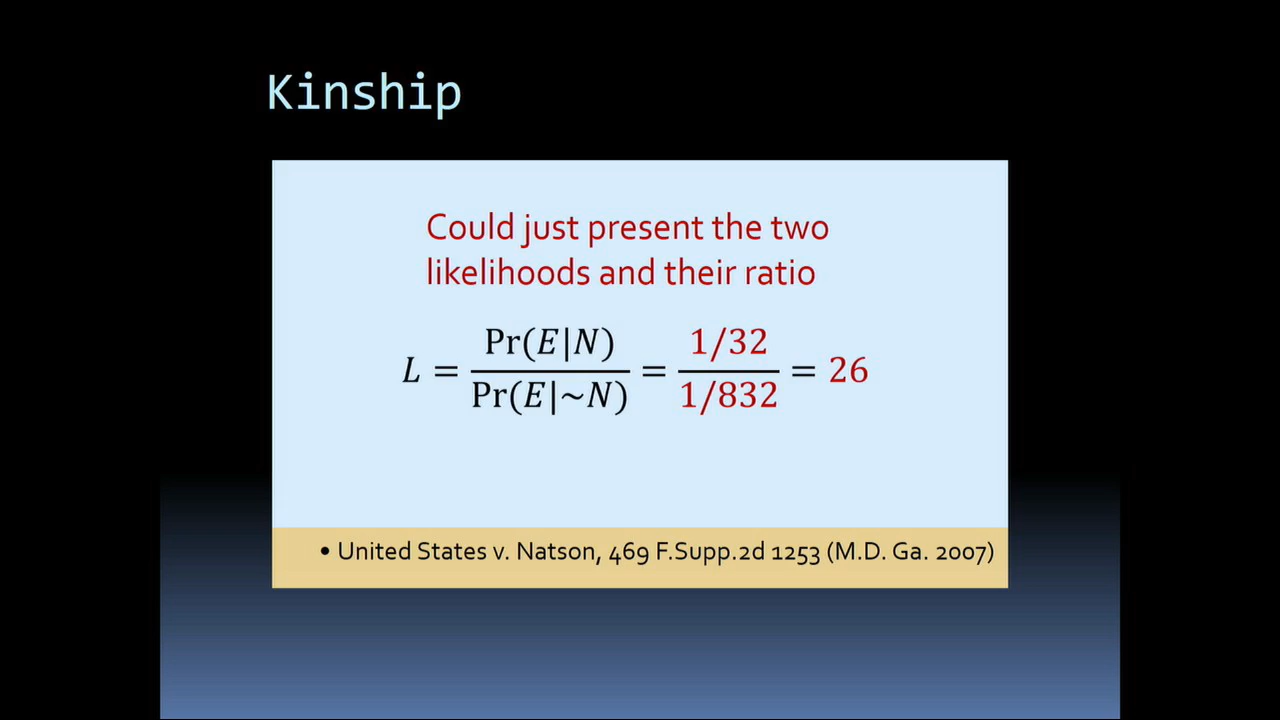 Kinship
Could just present the two
likelihoods and their ratio
L = Pr(E|N) / Pr(E|~N) = 1/32 / 1/832 = 26
• United States v. Natson, 469 F.Supp.2d 1253 (M.D. Ga. 2007)